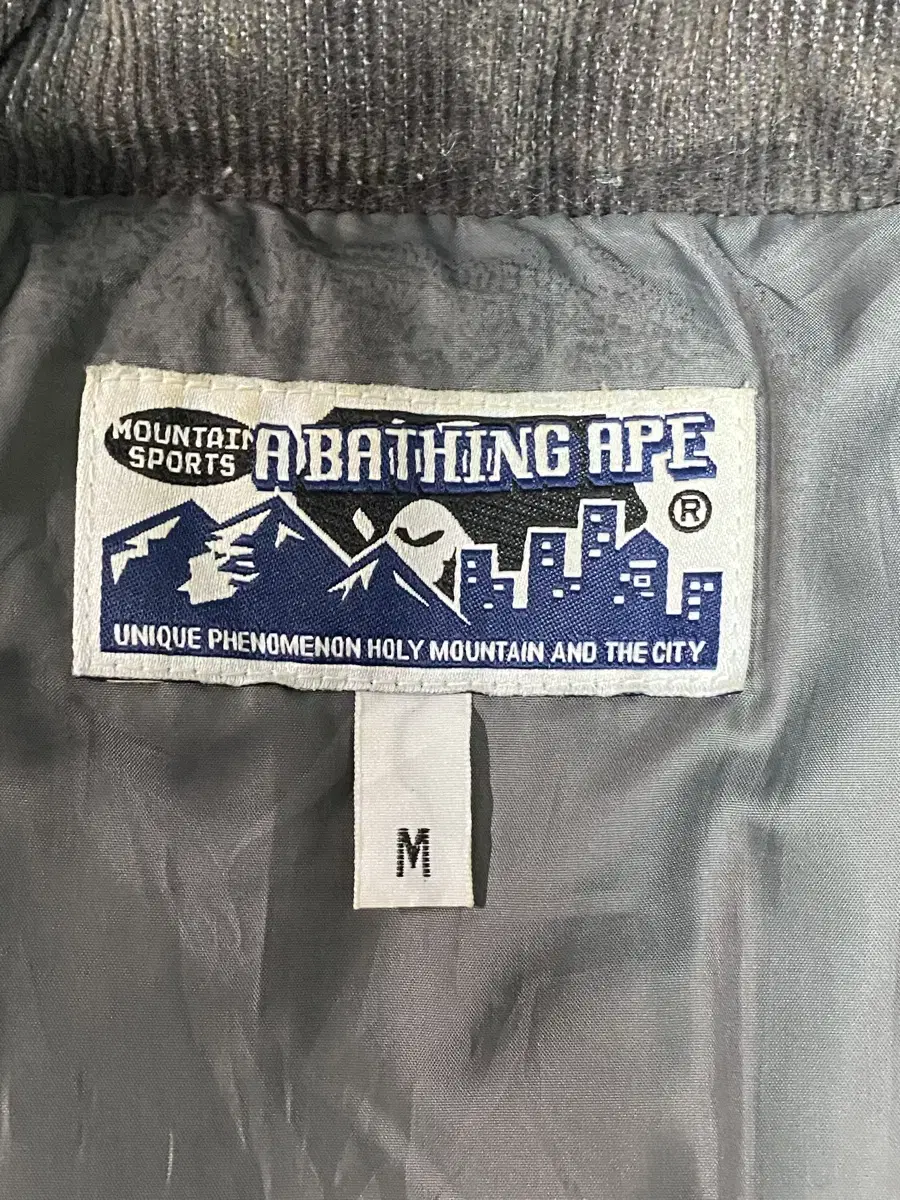 MOUNTAIN
SPORTS
A BATHING APE
®
UNIQUE PHENOMENON HOLY MOUNTAIN AND THE CITY
M